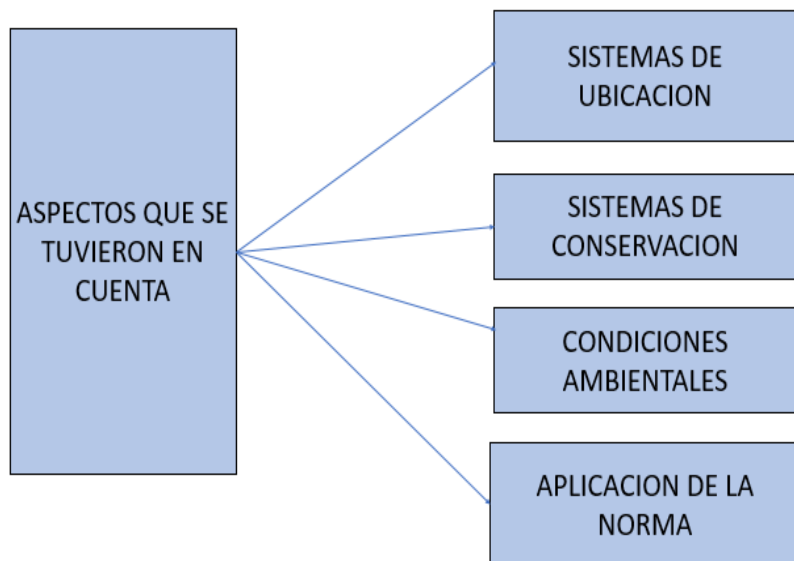 ASPECTOS QUE SE
TUVIERON EN
CUENTA
SISTEMAS DE
UBICACION
SISTEMAS DE
CONSERVACION
CONDICIONES
AMBIENTALES
APLICACION DE LA
NORMA